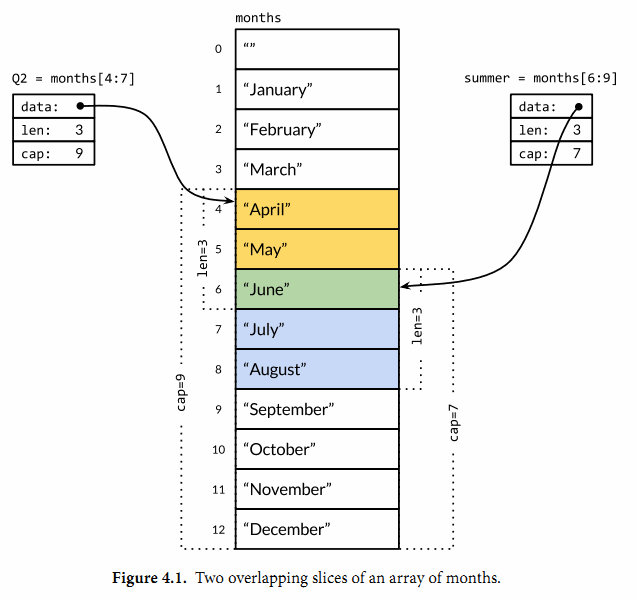 months
Q2 = months[4:7]
data:
len: 3
cap: 9
summer = months[6:9]
data:
len: 3
cap: 7
0 “”
1 “January”
2 “February”
3 “March”
4 “April”
5 “May”
6 “June”
7 “July”
8 “August”
9 “September”
10 “October”
11 “November”
12 “December”
len=3
cap=9
len=3
cap=7
Figure 4.1. Two overlapping slices of an array of months.